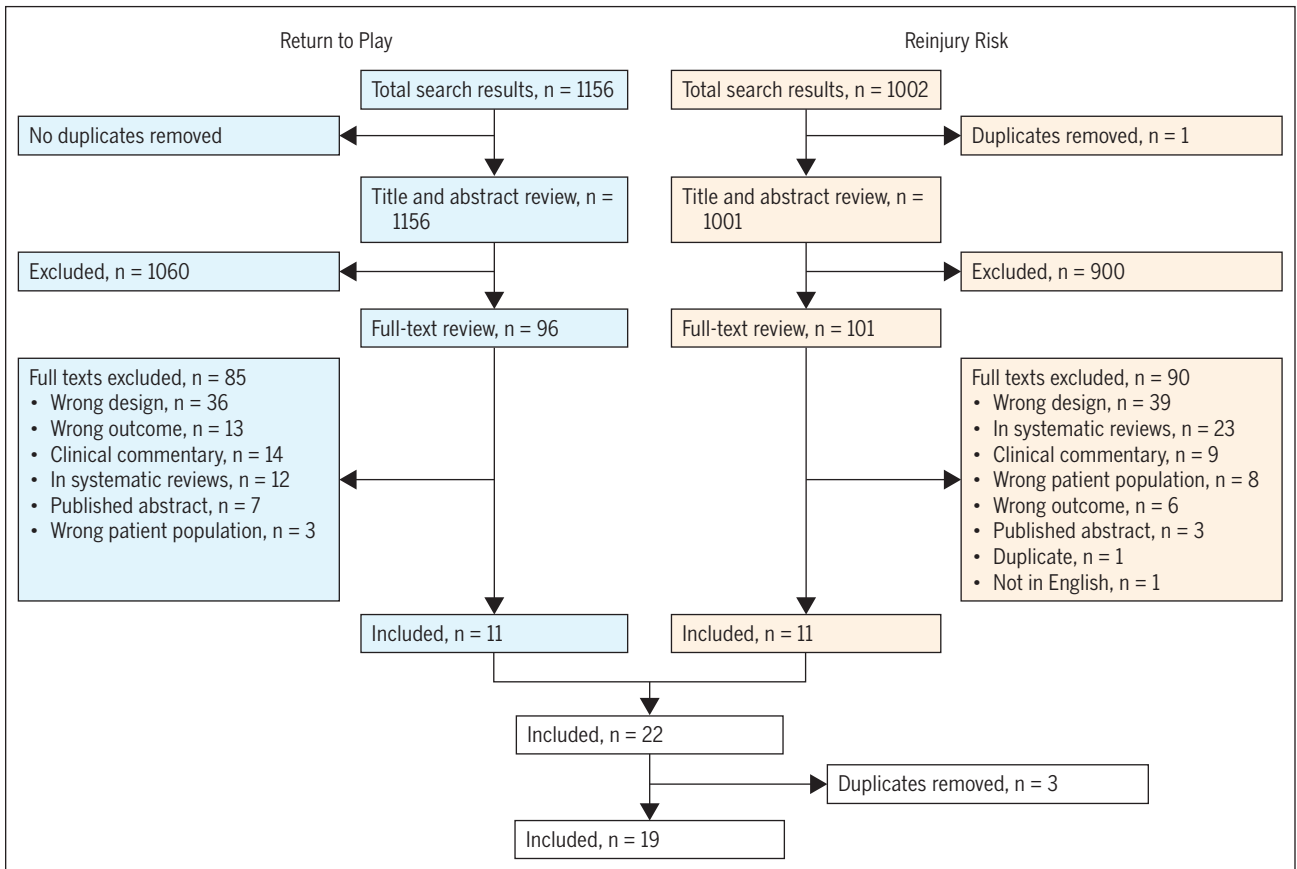 Return to Play
Reinjury Risk
Total search results, n = 1156
Total search results, n = 1002
No duplicates removed
Duplicates removed, n = 1
Title and abstract review, n =
1156
Title and abstract review, n =
1001
Excluded, n = 1060
Excluded, n = 900
Full-text review, n = 96
Full-text review, n = 101
Full texts excluded, n = 85
• Wrong design, n = 36
• Wrong outcome, n = 13
• Clinical commentary, n = 14
• In systematic reviews, n = 12
• Published abstract, n = 7
• Wrong patient population, n = 3
Full texts excluded, n = 90
• Wrong design, n = 39
• In systematic reviews, n = 23
• Clinical commentary, n = 9
• Wrong patient population, n = 8
• Wrong outcome, n = 6
• Published abstract, n = 3
• Duplicate, n = 1
• Not in English, n = 1
Included, n = 11
Included, n = 11
Included, n = 22
Duplicates removed, n = 3
Included, n = 19